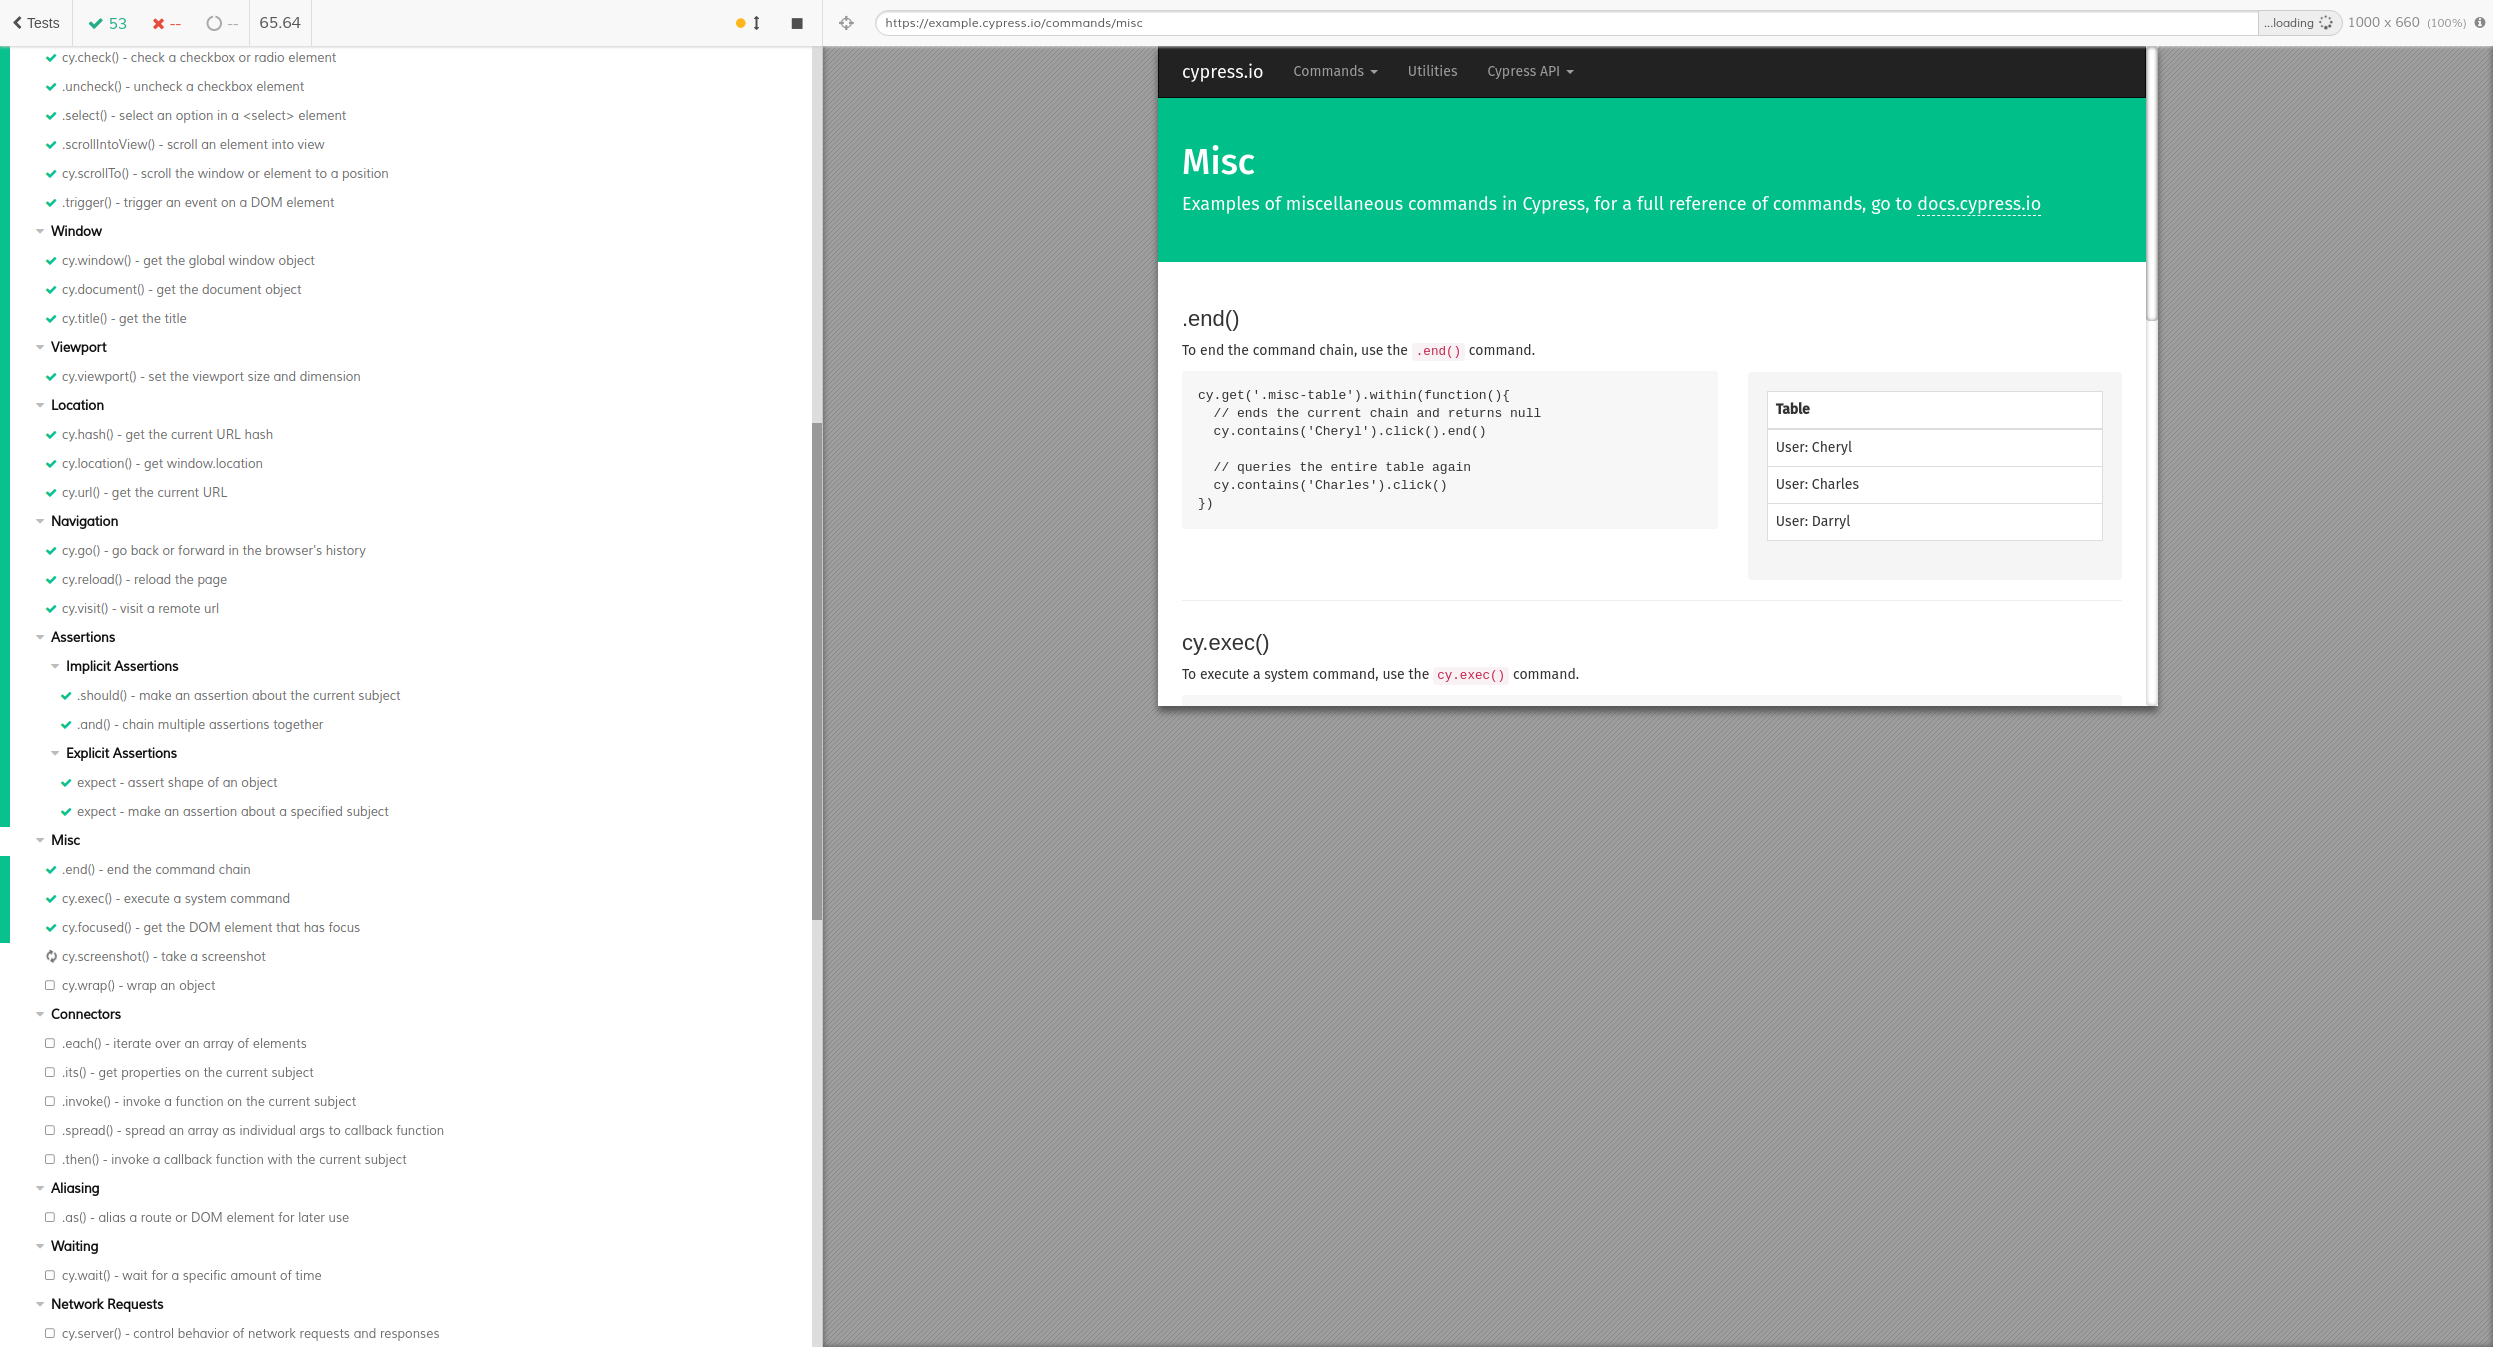 Tests
53
--
--
65.64
cy.check() - check a checkbox or radio element
.uncheck() - uncheck a checkbox element
.select() - select an option in a <select> element
.scrollIntoView() - scroll an element into view
cy.scrollTo() - scroll the window or element to a position
.trigger() - trigger an event on a DOM element
Window
cy.window() - get the global window object
cy.document() - get the document object
cy.title() - get the title
Viewport
cy.viewport() - set the viewport size and dimension
Location
cy.hash() - get the current URL hash
cy.location() - get window.location
cy.url() - get the current URL
Navigation
cy.go() - go back or forward in the browser's history
cy.reload() - reload the page
cy.visit() - visit a remote url
Assertions
Implicit Assertions
.should() - make an assertion about the current subject
.and() - chain multiple assertions together
Explicit Assertions
expect - assert shape of an object
expect - make an assertion about a specified subject
Misc
.end() - end the command chain
cy.exec() - execute a system command
cy.focused() - get the DOM element that has focus
cy.screenshot() - take a screenshot
cy.wrap() - wrap an object
Connectors
.each() - iterate over an array of elements
.its() - get properties on the current subject
.invoke() - invoke a function on the current subject
.spread() - spread an array as individual args to callback function
.then() - invoke a callback function with the current subject
Aliasing
.as() - alias a route or DOM element for later use
Waiting
cy.wait() - wait for a specific amount of time
Network Requests
cy.server() - control behavior of network requests and responses
https://example.cypress.io/commands/misc
...loading
1000 x 660 (100%)
cypress.io Commands Utilities Cypress API
Misc
Examples of miscellaneous commands in Cypress, for a full reference of commands, go to docs.cypress.io
.end()
To end the command chain, use the .end() command.
cy.get('.misc-table').within(function(){
  // ends the current chain and returns null
  cy.contains('Cheryl').click().end()
  // queries the entire table again
  cy.contains('Charles').click()
})
Table
User: Cheryl
User: Charles
User: Darryl
cy.exec()
To execute a system command, use the cy.exec() command.